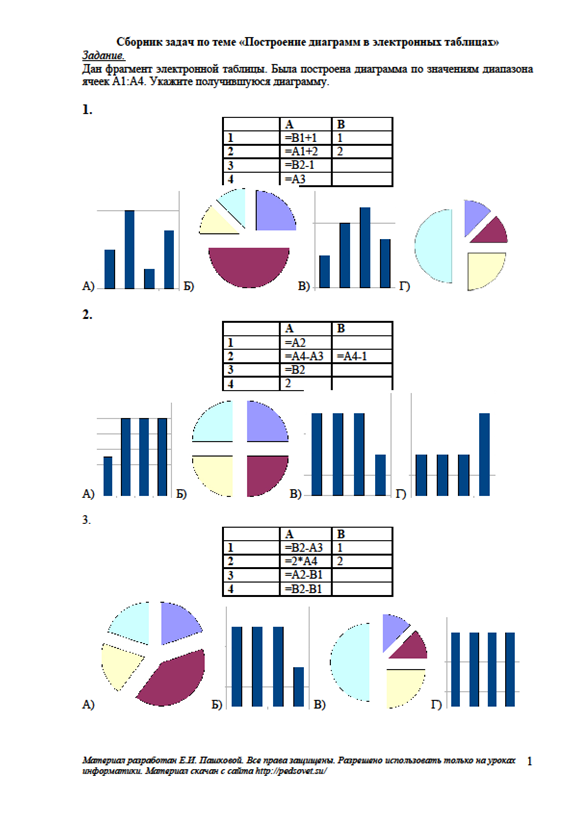 Сборник задач по теме «Построение диаграмм в электронных таблицах»
Задание.
Дан фрагмент электронной таблицы. Была построена диаграмма по значениям диапазона
ячеек A1:A4. Укажите получившуюся диаграмму.
1.
A B
1 =B1+1 1
2 =A1+2 2
3 =B2-1
4 =A3
А) Б) В) Г)
2.
A B
1 =A2
2 =A4-A3 =A4-1
3 =B2
4 2
А) Б) В) Г)
3.
A B
1 =B2-A3 1
2 =2*A4 2
3 =A2-B1
4 =B2-B1
А) Б) В) Г)
Материал разработан Е.И. Пашковой. Все права защищены. Разрешено использовать только на уроках 1
информатики. Материал скачан с сайта http://pedsovet.su/